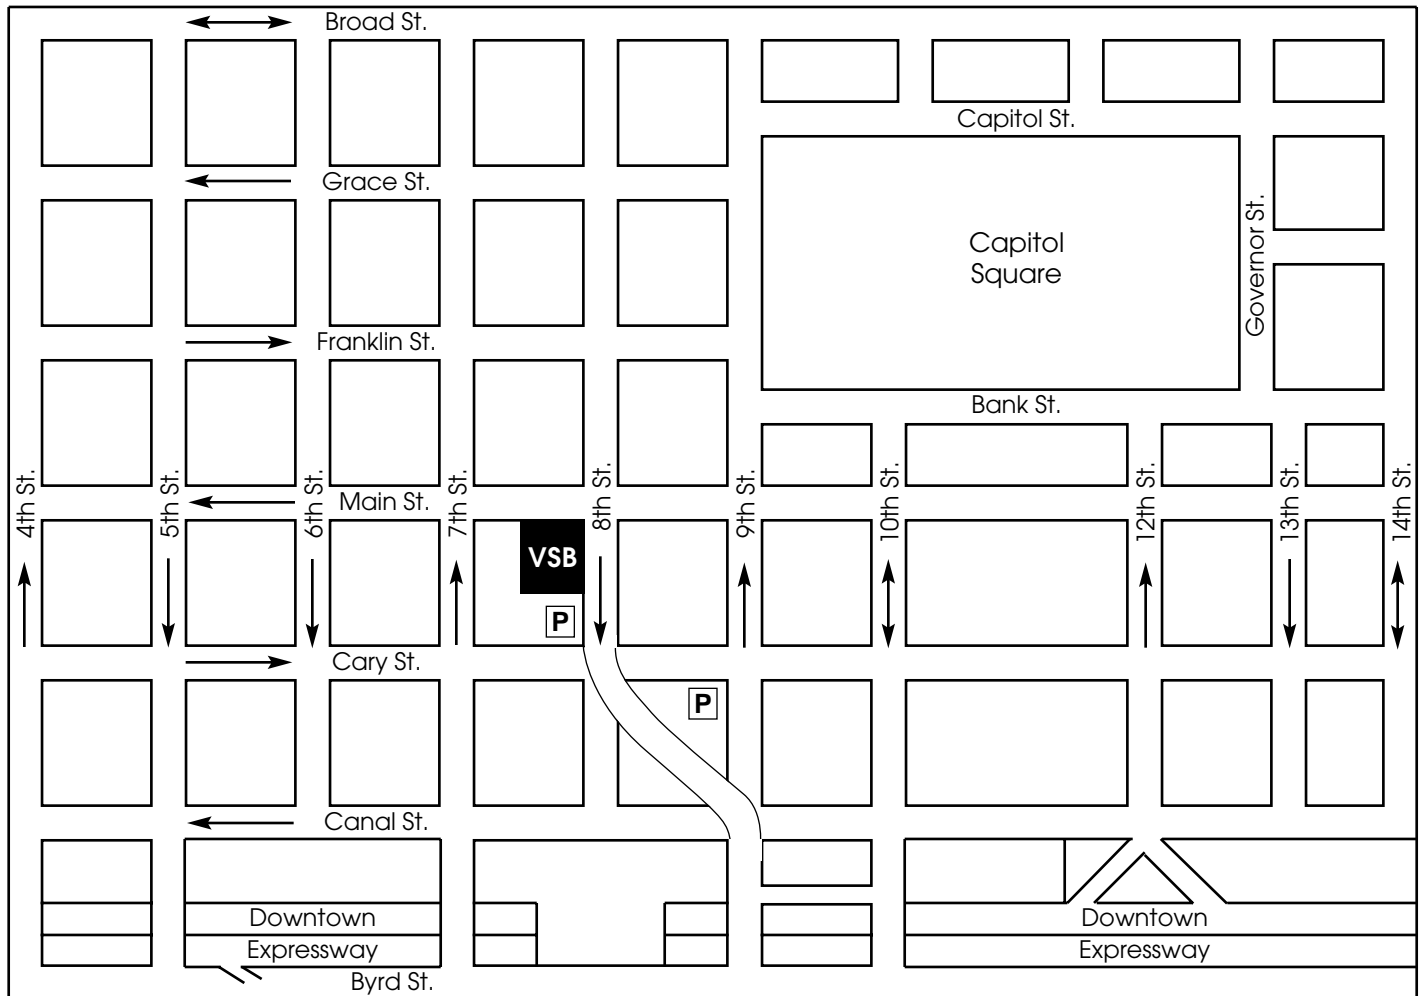 Broad St.
Capitol St.
Grace St.
Capitol
Square
Governor St.
Franklin St.
Bank St.
4th St.
5th St.
6th St.
Main St.
7th St.
8th St.
9th St.
10th St.
12th St.
13th St.
14th St.
VSB
P
Cary St.
P
Canal St.
Downtown
Expressway
Downtown
Expressway
Byrd St.